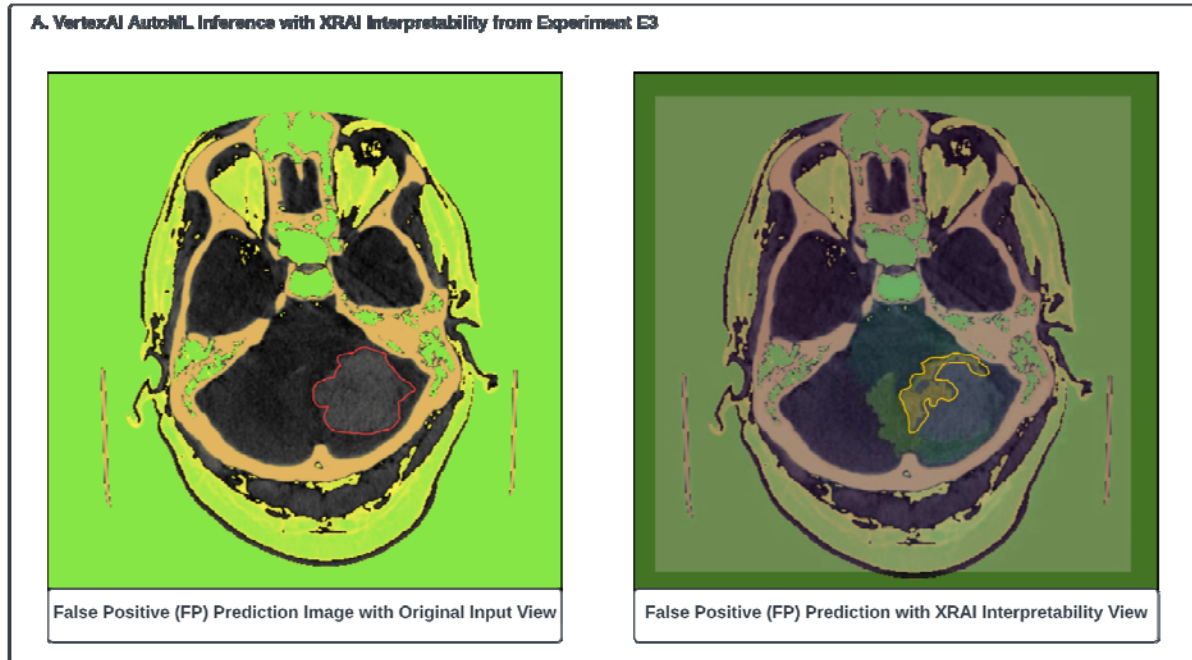 A. VertexAI AutoML Inference with XRAI Interpretability from Experiment E3
False Positive (FP) Prediction Image with Original Input View
False Positive (FP) Prediction with XRAI Interpretability View